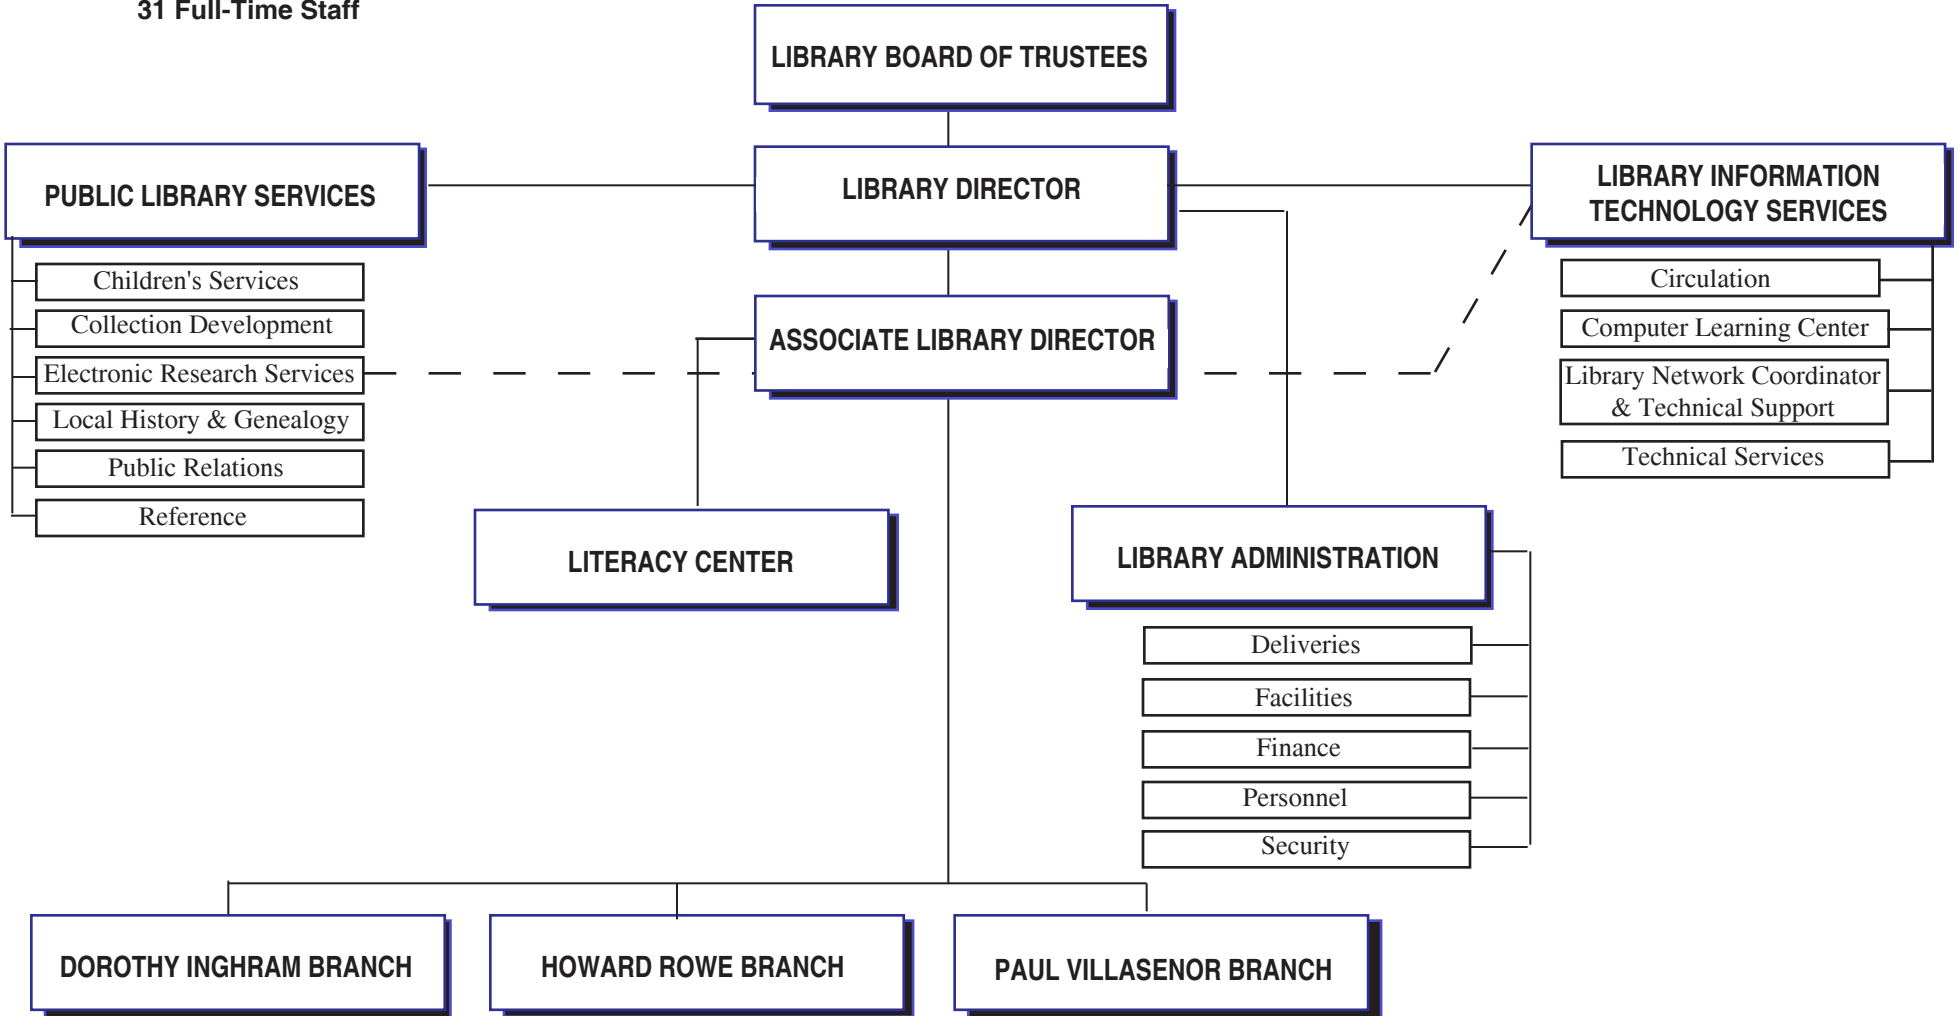 31 Full-Time Staff
LIBRARY BOARD OF TRUSTEES
PUBLIC LIBRARY SERVICES
LIBRARY DIRECTOR
LIBRARY INFORMATION
TECHNOLOGY SERVICES
Children's Services
Collection Development
Electronic Research Services
Local History & Genealogy
Public Relations
Reference
ASSOCIATE LIBRARY DIRECTOR
Circulation
Computer Learning Center
Library Network Coordinator
& Technical Support
Technical Services
LITERACY CENTER
LIBRARY ADMINISTRATION
Deliveries
Facilities
Finance
Personnel
Security
DOROTHY INGHRAM BRANCH
HOWARD ROWE BRANCH
PAUL VILLASENOR BRANCH